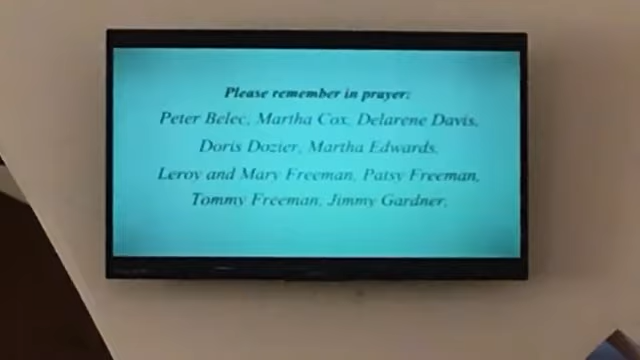 Please remember in prayer:
Peter Belec, Martha Cox, Delarene Davis,
Doris Dozier, Martha Edwards,
Leroy and Mary Freeman, Patsy Freeman,
Tommy Freeman, Jimmy Gardner,